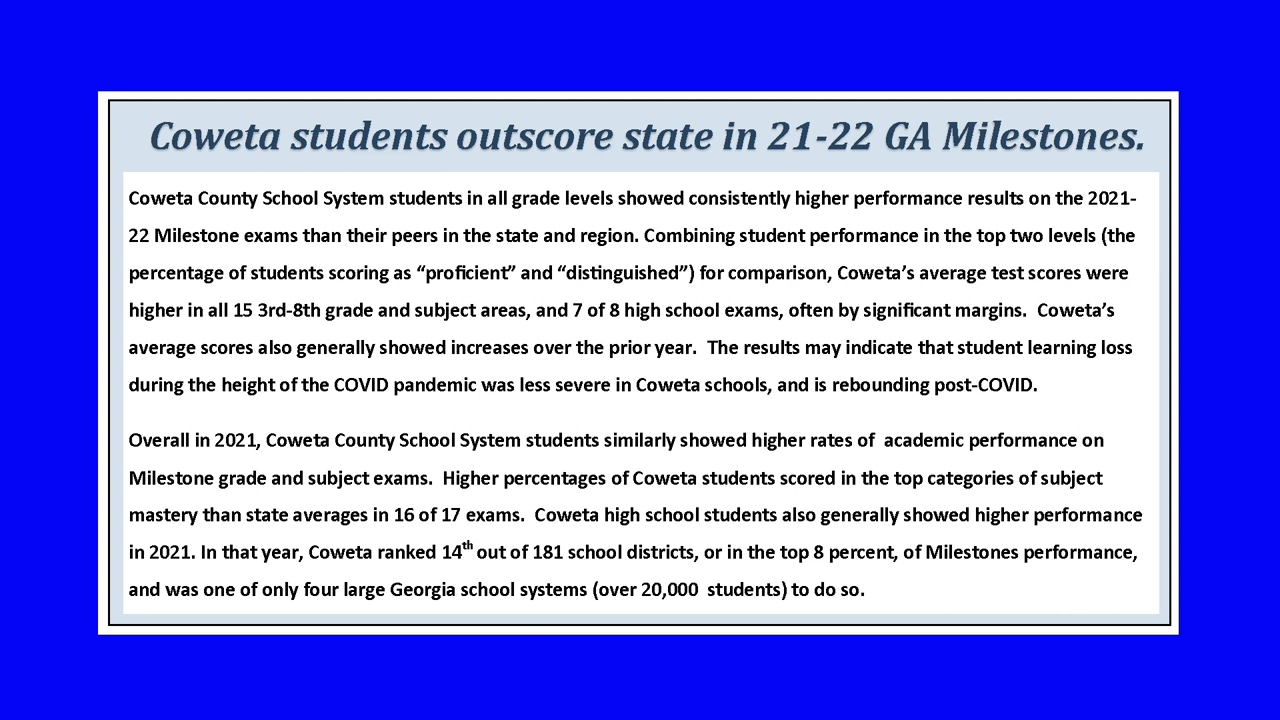 Coweta students outscore state in 21-22 GA Milestones.
Coweta County School System students in all grade levels showed consistently higher performance results on the 2021-
22 Milestone exams than their peers in the state and region. Combining student performance in the top two levels (the
percentage of students scoring as “proficient” and “distinguished”) for comparison, Coweta’s average test scores were
higher in all 15 3rd-8th grade and subject areas, and 7 of 8 high school exams, often by significant margins.  Coweta’s
average scores also generally showed increases over the prior year.  The results may indicate that student learning loss
during the height of the COVID pandemic was less severe in Coweta schools, and is rebounding post-COVID.
Overall in 2021, Coweta County School System students similarly showed higher rates of  academic performance on
Milestone grade and subject exams.  Higher percentages of Coweta students scored in the top categories of subject
mastery than state averages in 16 of 17 exams.  Coweta high school students also generally showed higher performance
in 2021. In that year, Coweta ranked 14th out of 181 school districts, or in the top 8 percent, of Milestones performance,
and was one of only four large Georgia school systems (over 20,000  students) to do so.